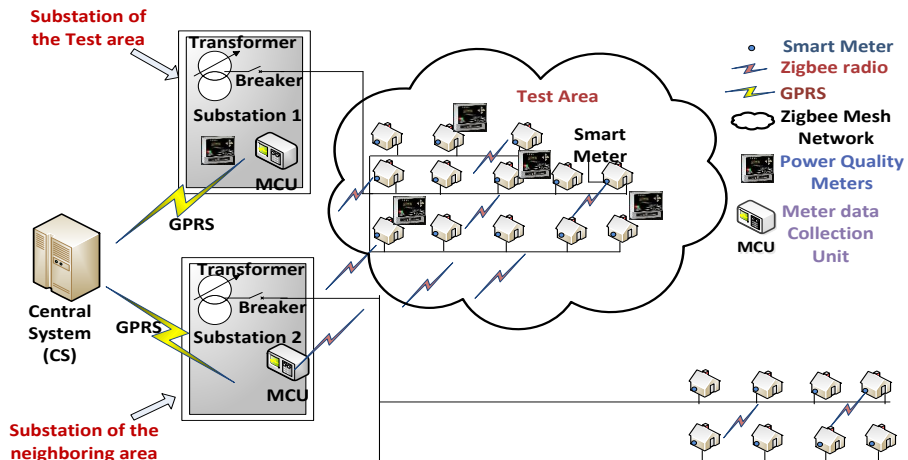 Substation of
the Test area
Transformer
Breaker
Substation 1
MCU
GPRS
Central
System
(CS)
GPRS
Transformer
Breaker
Substation 2
MCU
Substation of the
neighboring area
Test Area
Smart
Meter
Smart Meter
Zigbee radio
GPRS
Zigbee Mesh
Network
Power Quality
Meters
Meter data
Collection
Unit
MCU